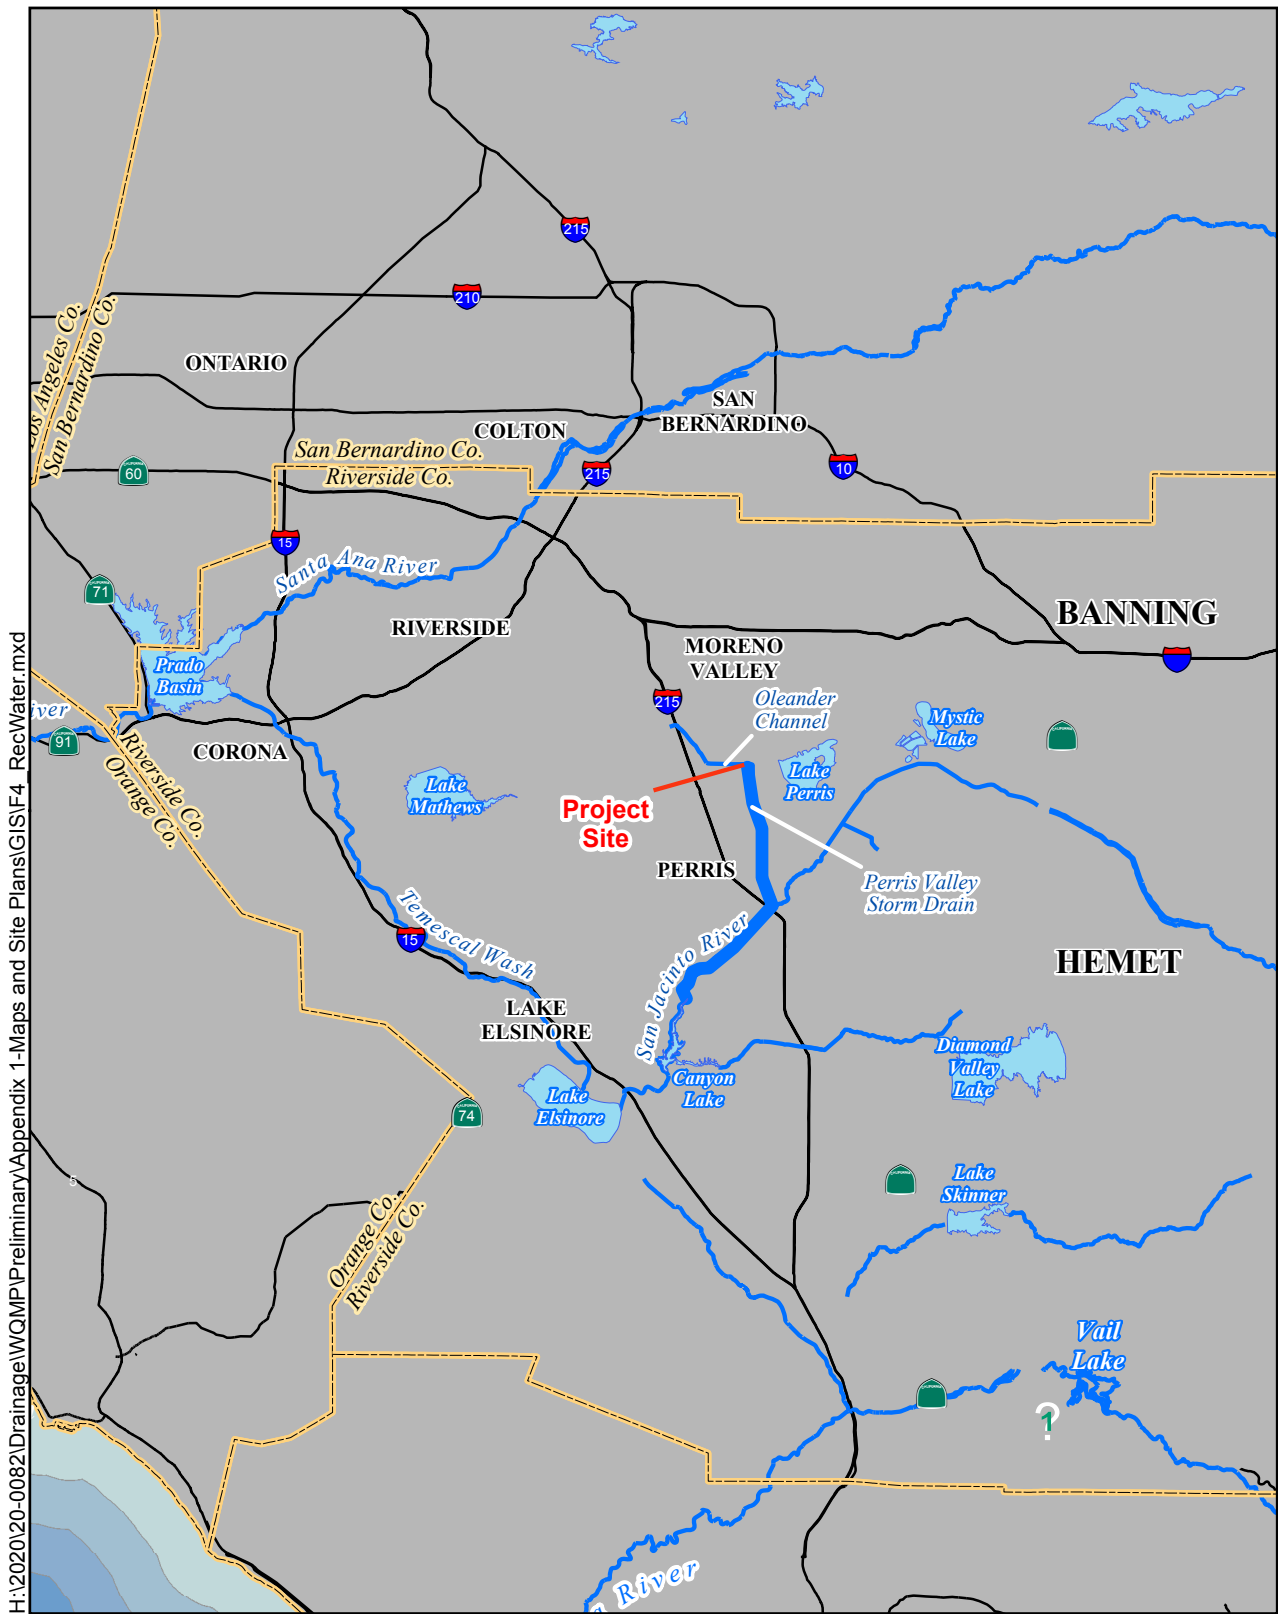 215
210
Los Angeles Co.
San Bernardino Co.
ONTARIO
SAN
BERNARDINO
COLTON
San Bernardino Co.
Riverside Co.
60
215
10
15
Santa Ana River
71
BANNING
RIVERSIDE
MORENO
VALLEY
Prado
Basin
215
Oleander
Channel
iver
91
Mystic
Lake
CORONA
Riverside Co.
Orange Co.
Lake
Mathews
Lake
Perris
Project
Site
PERRIS
Perris Valley
Storm Drain
Temescal Wash
15
San Jacinto River
HEMET
LAKE
ELSINORE
Diamond
Valley
Lake
Canyon
Lake
Lake
Elsinore
74
5
Lake
Skinner
Orange Co.
Riverside Co.
Vail
Lake
?
1
River
H:\2020\20-0082\Drainage\WQMP\Preliminary\Appendix 1-Maps and Site Plans\GIS\F4_RecWater.mxd